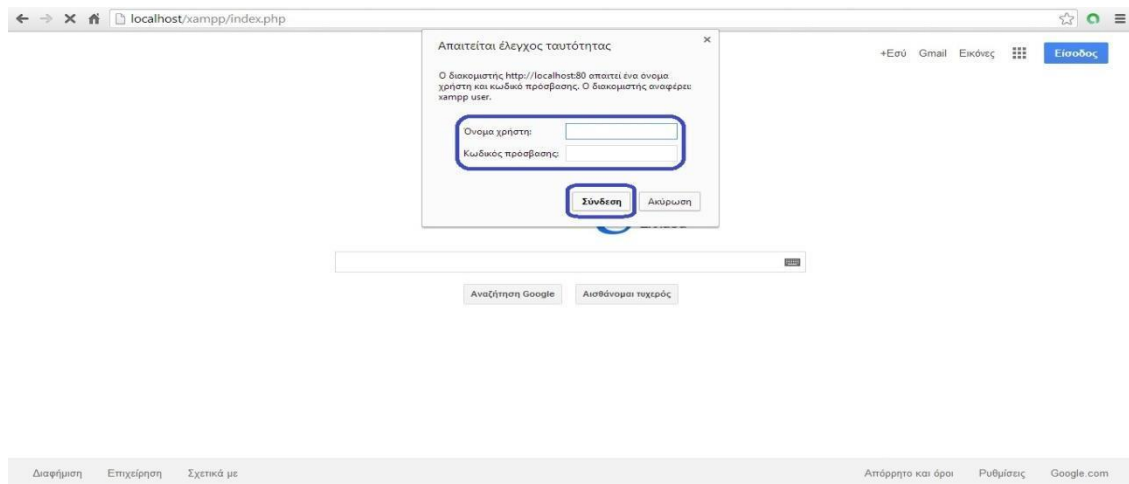 localhost/xampp/index.php
Απαιτείται έλεγχος ταυτότητας
+Εσύ Gmail Εικόνες Είσοδος
Ο διακομιστής http://localhost:80 απαιτεί ένα όνομα
χρήστη και κωδικό πρόσβασης. Ο διακομιστής αναφέρει:
xampp user.
Όνομα χρήστη:
Κωδικός πρόσβασης:
Σύνδεση Ακύρωση
Αναζήτηση Google Αισθάνομαι τυχερός
Διαφήμιση Επιχείρηση Σχετικά με Απόρρητο και όροι Ρυθμίσεις Google.com